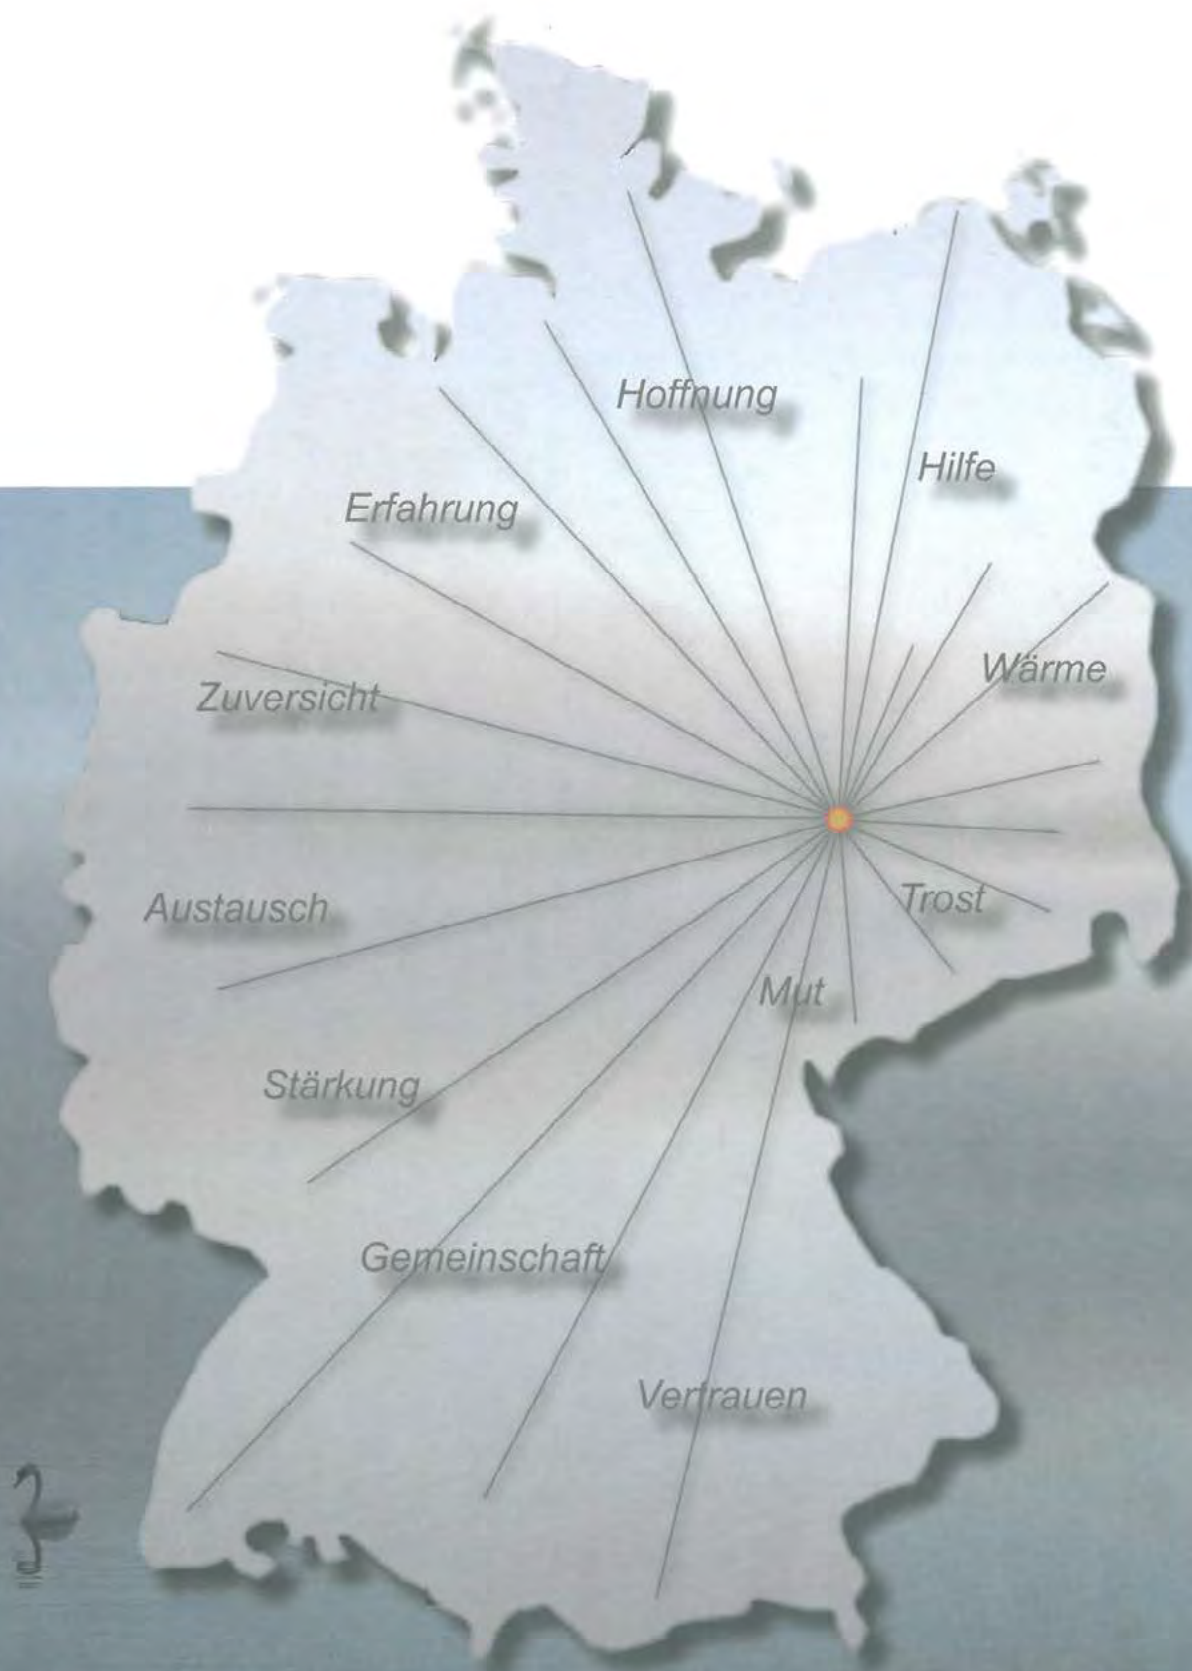 Hoffnung
Hilfe
Erfahrung
Wärme
Zuversicht
Trost
Austausch
Mut
Stärkung
Gemeinschaft
Vertrauen